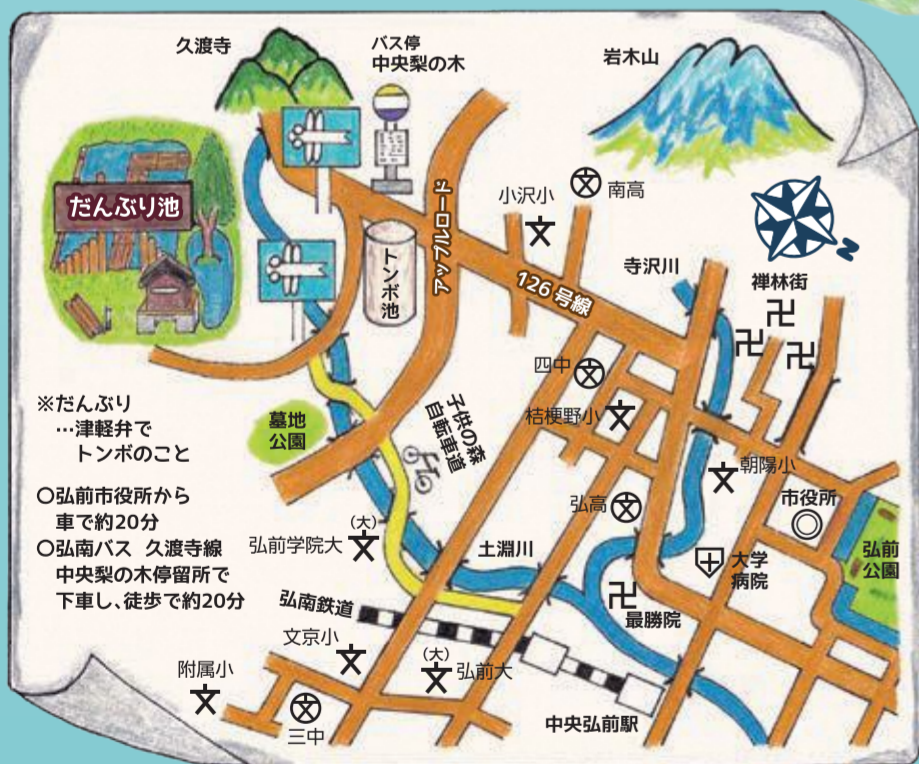 久渡寺
バス停
中央梨の木
岩木山
だんぶり池
トンボ池
アップルロード
小沢小
南高
126号線
寺沢川
禅林街
四中
桔梗野小
※だんぶり
…津軽弁で
トンボのこと
墓地
公園
子供の森
自転車道
朝陽小
市役所
弘高
○弘前市役所から
車で約20分
○弘南バス 久渡寺線
中央梨の木停留所で
下車し、徒歩で約20分
(大)
弘前学院大
土淵川
大学
病院
弘前
公園
最勝院
弘南鉄道
文京小
(大)
弘前大
附属小
三中
中央弘前駅
N